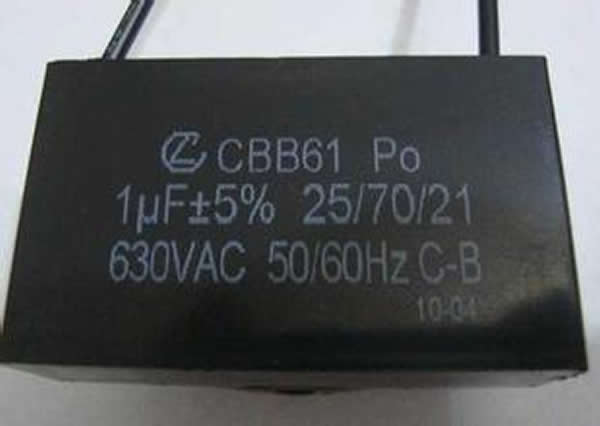 CBB61 Po
1µF±5% 25/70/21
630VAC 50/60Hz C-B
10-04